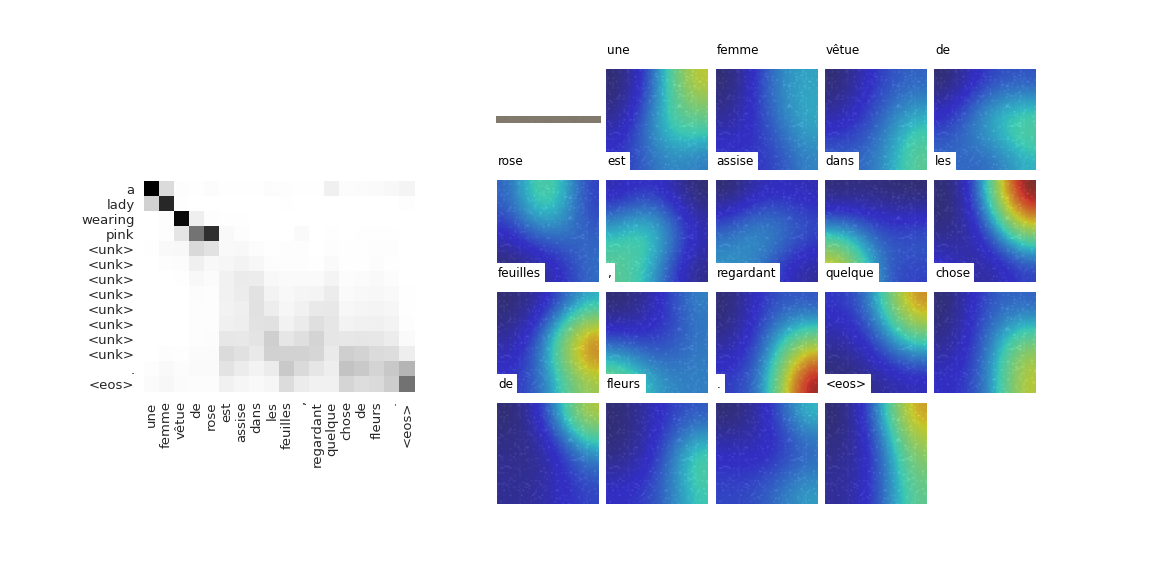 a
lady
wearing
pink
<unk>
<unk>
<unk>
<unk>
<unk>
<unk>
<unk>
<unk>
.
<eos>
une
femme
vêtue
de
rose
est
assise
dans
les
feuilles
,
regardant
quelque
chose
de
fleurs
.
<eos>
une femme vêtue de
rose est assise dans les
feuilles , regardant quelque chose
de fleurs . <eos>